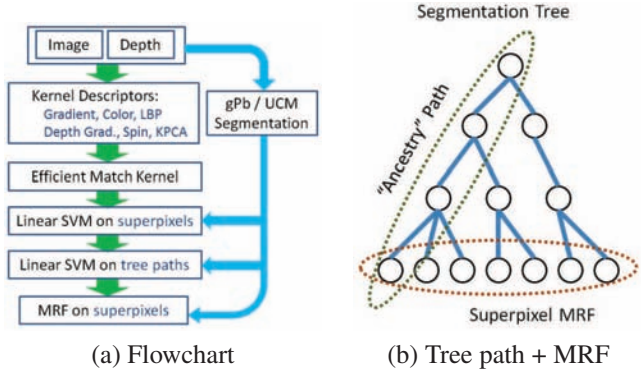 Image
Depth
Kernel Descriptors:
Gradient, Color, LBP
Depth Grad., Spin, KPCA
gPb / UCM
Segmentation
Efficient Match Kernel
Linear SVM on superpixels
Linear SVM on tree paths
MRF on superpixels
(a) Flowchart
Segmentation Tree
"Ancestry" Path
Superpixel MRF
(b) Tree path + MRF